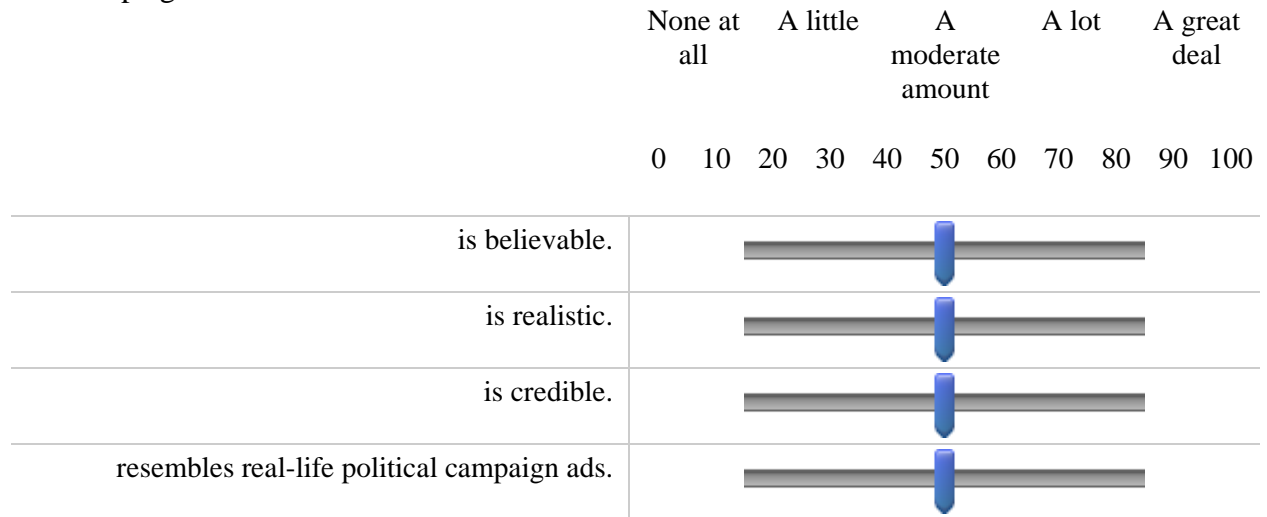 None at all A little A moderate amount A lot A great deal
0 10 20 30 40 50 60 70 80 90 100
is believable.
is realistic.
is credible.
resembles real-life political campaign ads.